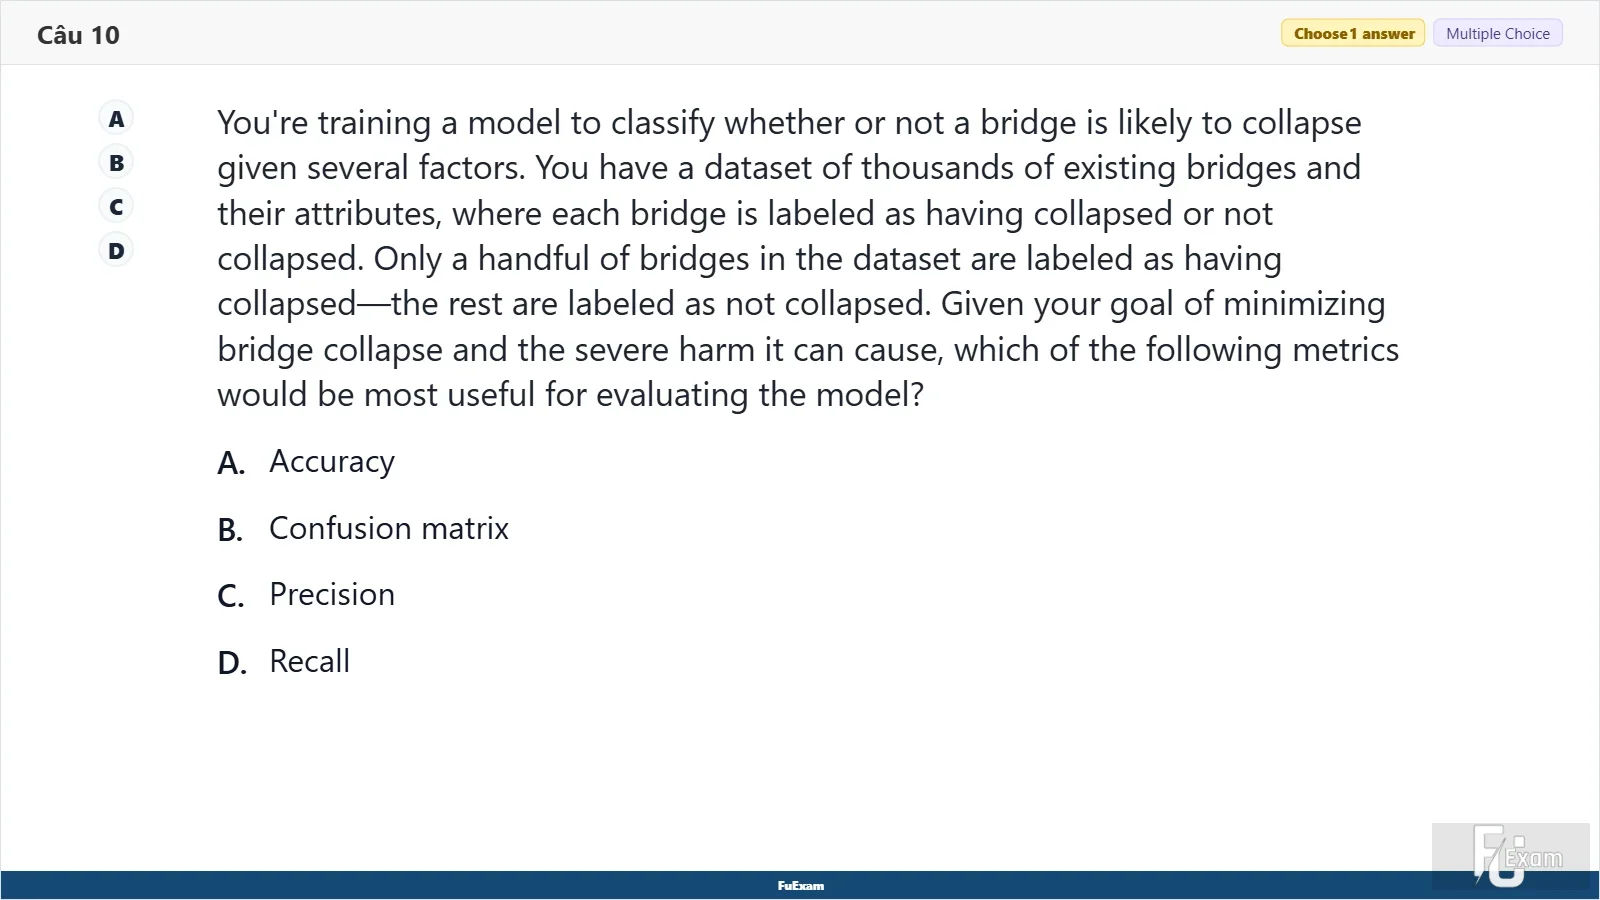 Câu 10
Choose 1 answer
Multiple Choice
A
B
C
D
You're training a model to classify whether or not a bridge is likely to collapse
given several factors. You have a dataset of thousands of existing bridges and
their attributes, where each bridge is labeled as having collapsed or not
collapsed. Only a handful of bridges in the dataset are labeled as having
collapsed—the rest are labeled as not collapsed. Given your goal of minimizing
bridge collapse and the severe harm it can cause, which of the following metrics
would be most useful for evaluating the model?
A. Accuracy
B. Confusion matrix
C. Precision
D. Recall
FuExam
FU Exam